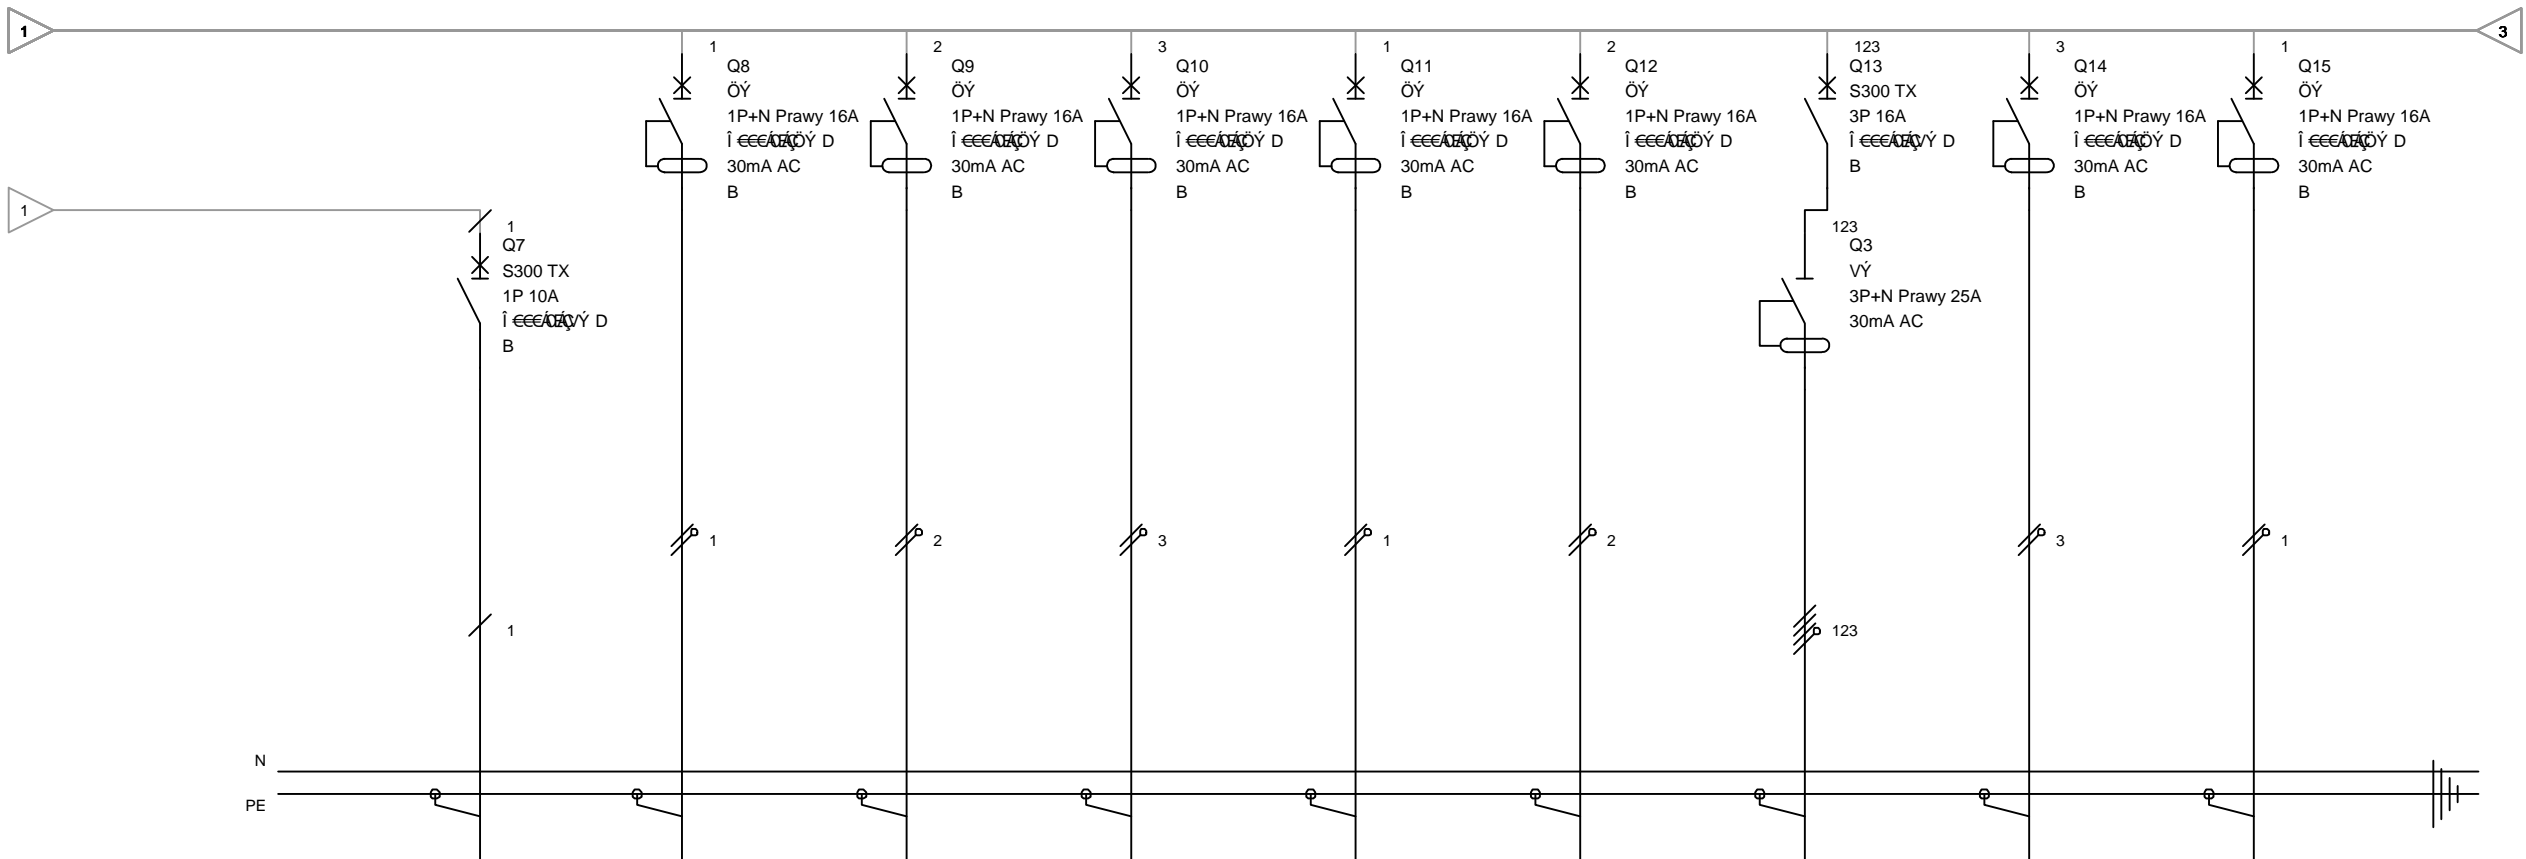 1
3
1
Q8
ÖÝ
1P+N Prawy 16A
30mA AC
B
2
Q9
ÖÝ
1P+N Prawy 16A
30mA AC
B
3
Q10
ÖÝ
1P+N Prawy 16A
30mA AC
B
1
Q11
ÖÝ
1P+N Prawy 16A
30mA AC
B
2
Q12
ÖÝ
1P+N Prawy 16A
30mA AC
B
123
Q13
S300 TX
3P 16A
B
3
Q14
ÖÝ
1P+N Prawy 16A
30mA AC
B
1
Q15
ÖÝ
1P+N Prawy 16A
30mA AC
B
1
1
Q7
S300 TX
1P 10A
B
123
Q3
VÝ
3P+N Prawy 25A
30mA AC
1
2
3
1
2
3
1
1
123
N
PE